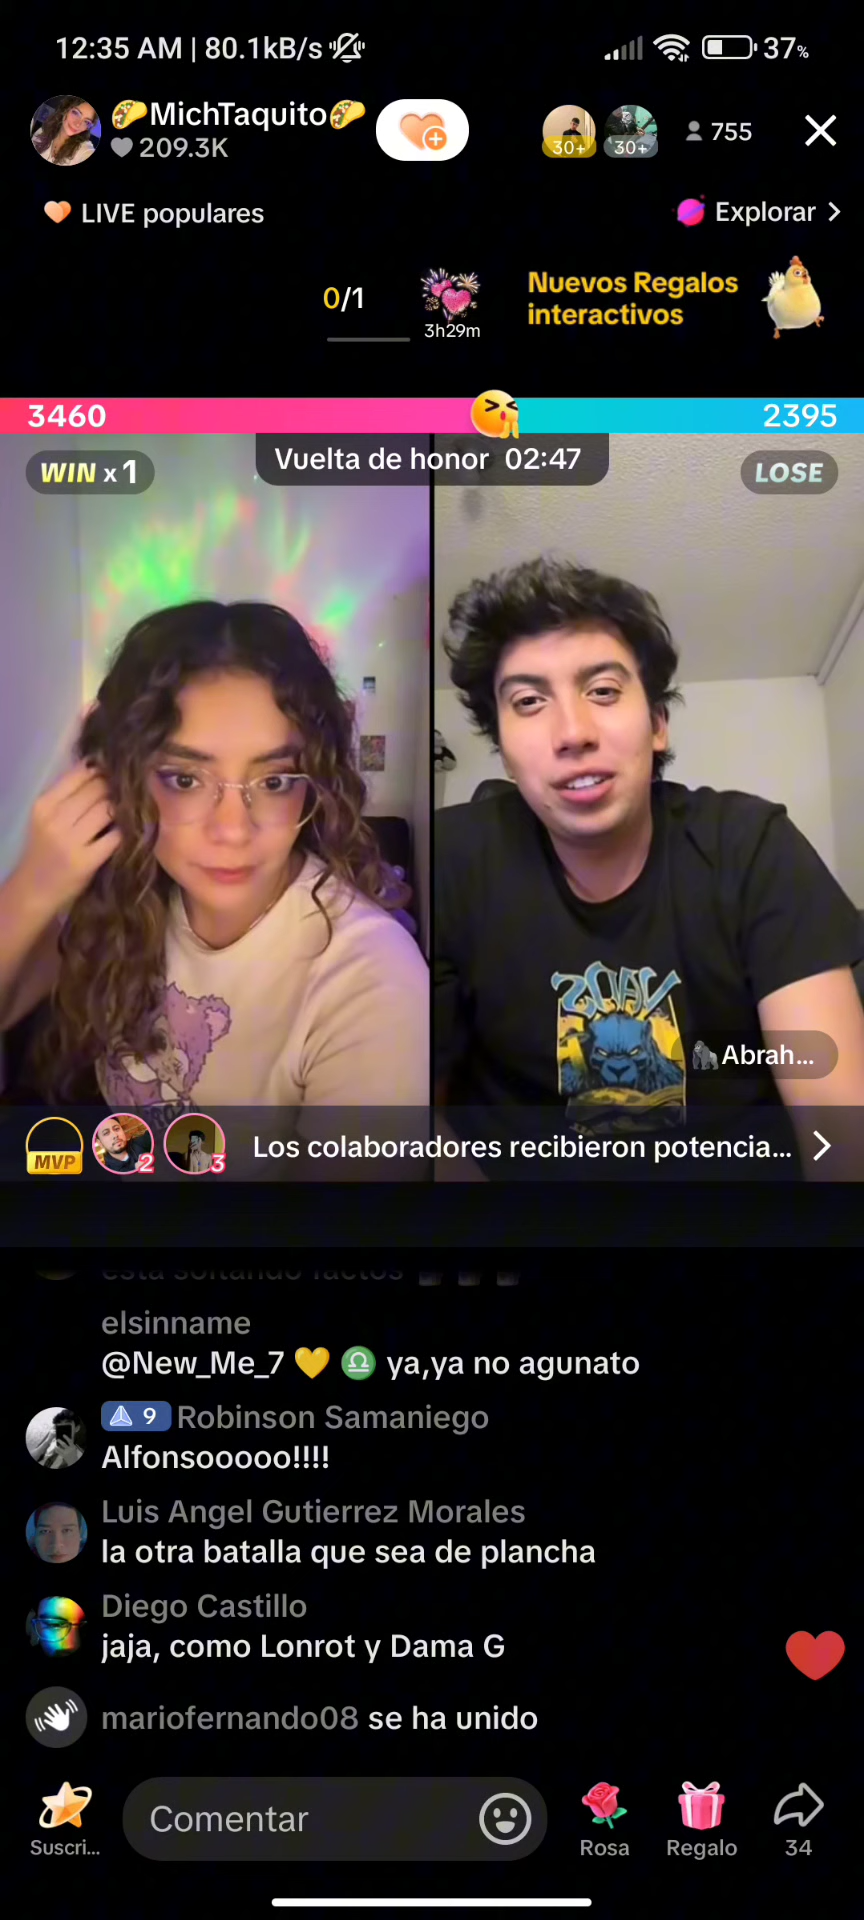 12:35 AM | 80.1kB/s
37%
🌮MichTaquito🌮
209.3K
30+
30+
755
LIVE populares
Explorar
0/1
3h29m
Nuevos Regalos
interactivos
3460
2395
Vuelta de honor 02:47
WIN x1
LOSE
🦍Abrah...
MVP
2
3
Los colaboradores recibieron potencia...
esta soltando factos
elsinname
@New_Me_7 💛 ♎ ya,ya no agunato
9 Robinson Samaniego
Alfonsooooo!!!!
Luis Angel Gutierrez Morales
la otra batalla que sea de plancha
Diego Castillo
jaja, como Lonrot y Dama G
mariofernando08 se ha unido
Suscri...
Comentar
Rosa
Regalo
34